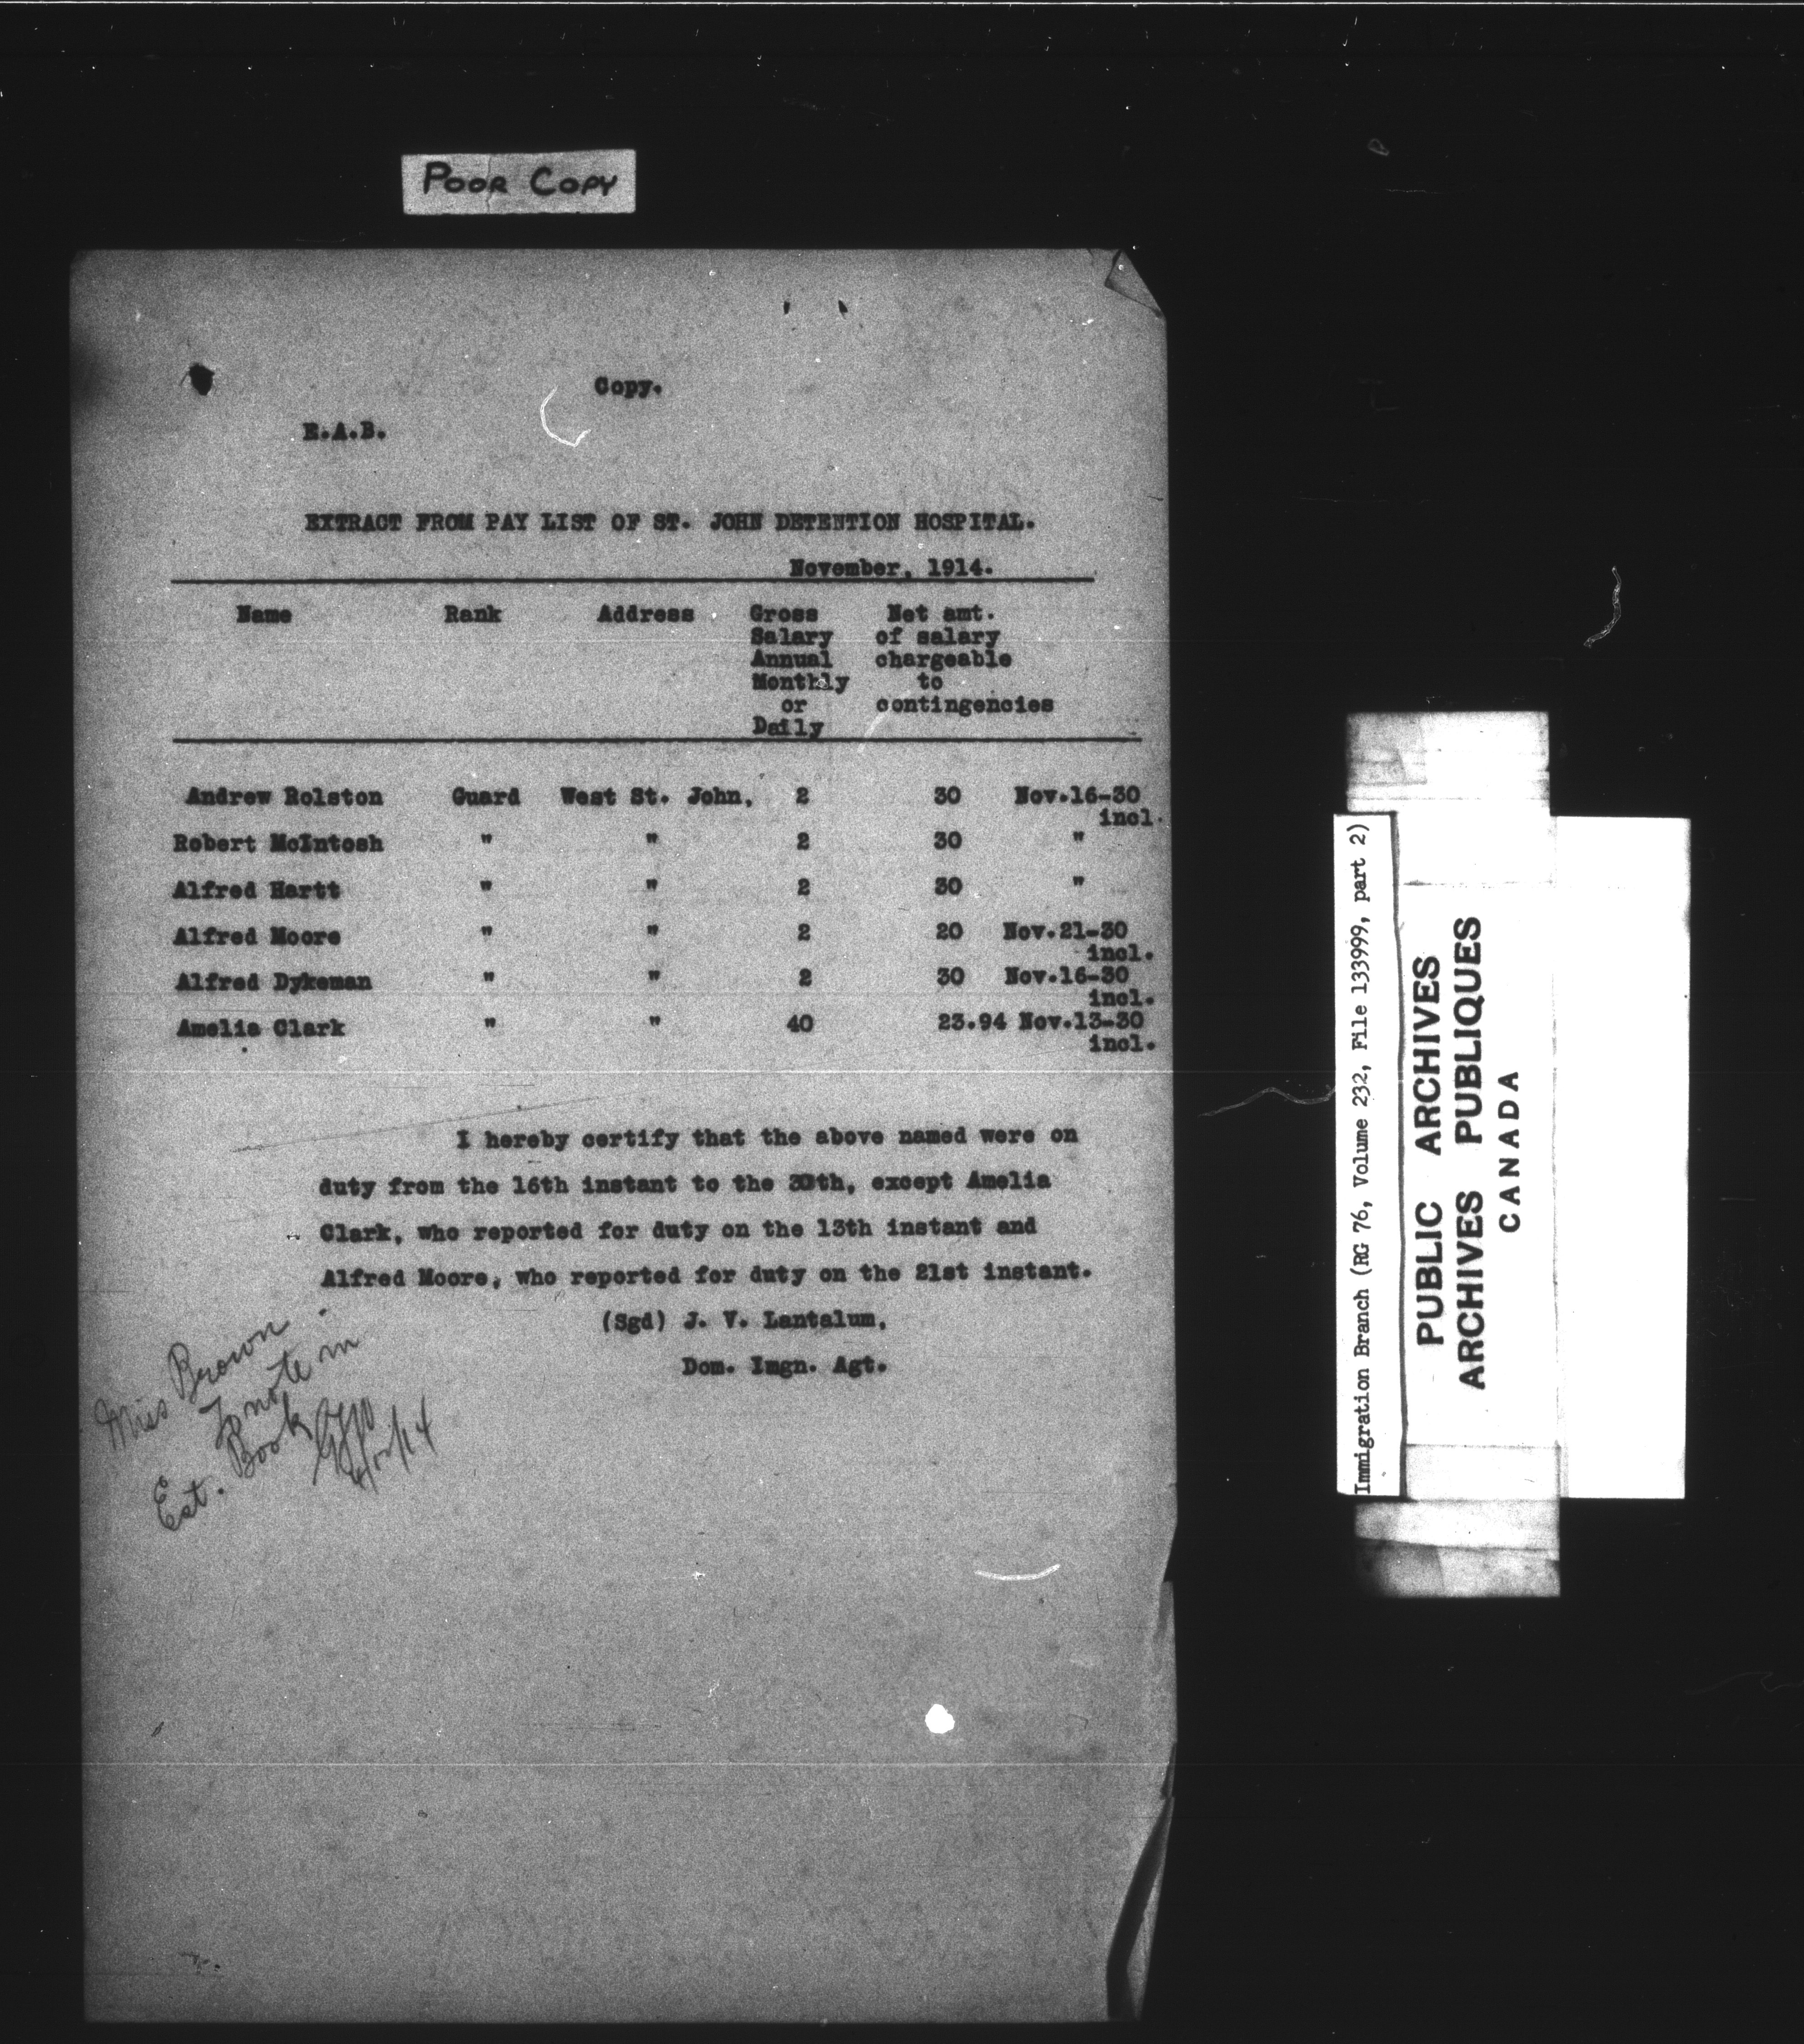 POOR COPY
Copy.
E.A.B.
EXTRACT FROM PAY LIST OF ST. JOHN DETENTION HOSPITAL.
November, 1914.
Name Rank Address Gross Net amt.
Salary of salary
Annual chargeable
Monthly to
or contingencies
Daily
Andrew Rolston Guard West St. John, 2 30 Nov.16-30
incl.
Robert McIntosh " " 2 30 "
Alfred Hartt " " 2 30 "
Alfred Moore " " 2 20 Nov.21-30
incl.
Alfred Dykeman " " 2 30 Nov.16-30
incl.
Amelia Clark " " 40 23.94 Nov.13-30
incl.
I hereby certify that the above named were on
duty from the 16th instant to the 30th, except Amelia
Clark, who reported for duty on the 13th instant and
Alfred Moore, who reported for duty on the 21st instant.
(Sgd) J. V. Lantalum,
Dom. Imgn. Agt.
Miss Brown
note in
Est. Book
Immigration Branch (RG 76, Volume 232, File 133999, part 2)
PUBLIC ARCHIVES
ARCHIVES PUBLIQUES
CANADA